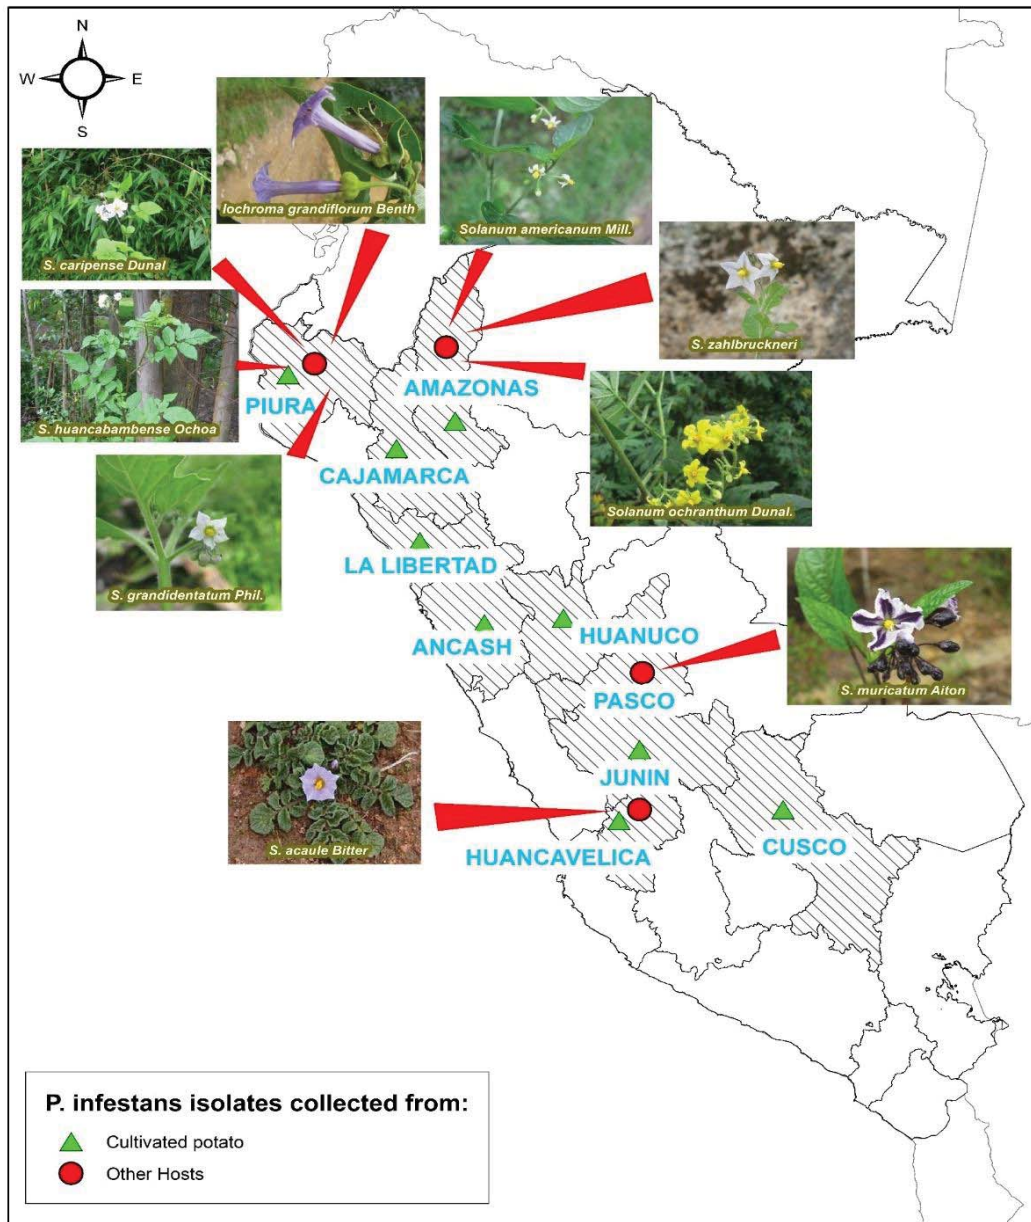 N
W
E
S
Iochroma grandiflorum Benth
Solanum americanum Mill.
S. caripense Dunal
S. zahlbruckneri
S. huancabambense Ochoa
PIURA
AMAZONAS
CAJAMARCA
Solanum ochranthum Dunal.
S. grandidentatum Phil.
LA LIBERTAD
ANCASH
HUANUCO
PASCO
S. muricatum Aiton
JUNIN
S. acaule Bitter
HUANCAVELICA
CUSCO
P. infestans isolates collected from:
Cultivated potato
Other Hosts